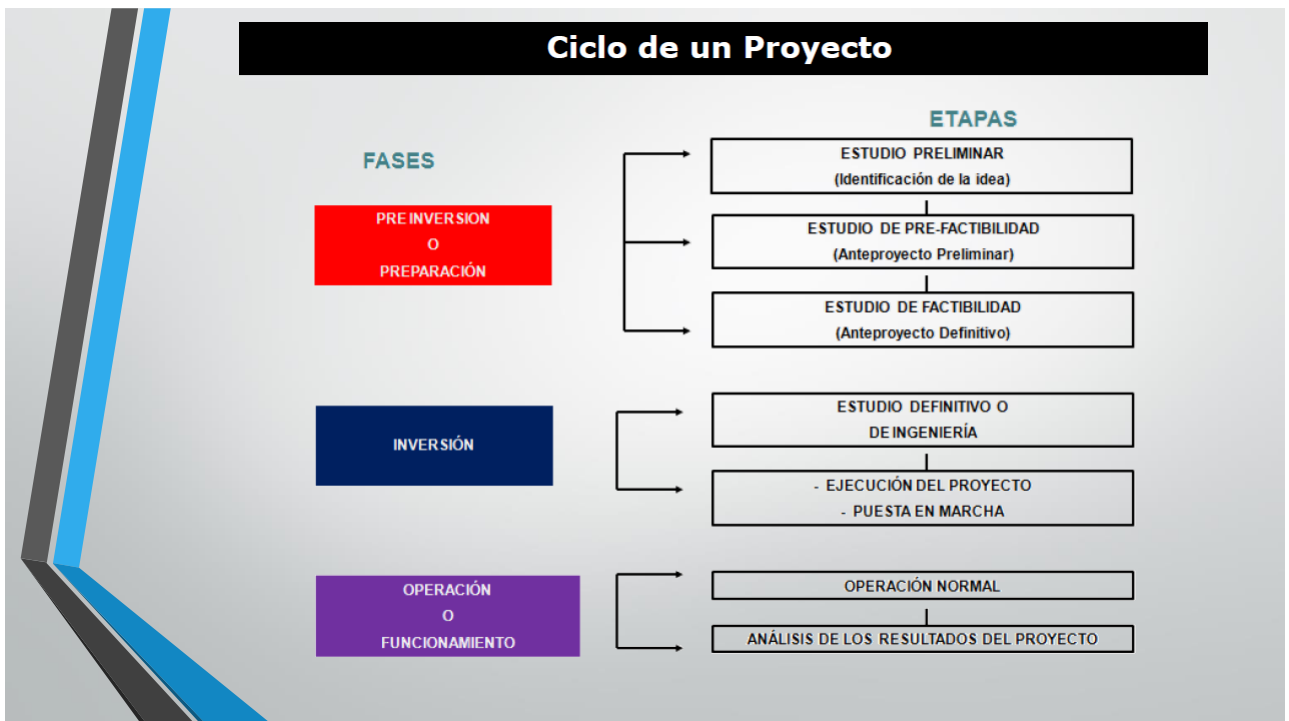 Ciclo de un Proyecto
FASES
ETAPAS
PREINVERSION
O
PREPARACIÓN
ESTUDIO PRELIMINAR
(Identificación de la idea)
ESTUDIO DE PRE-FACTIBILIDAD
(Anteproyecto Preliminar)
ESTUDIO DE FACTIBILIDAD
(Anteproyecto Definitivo)
INVERSIÓN
ESTUDIO DEFINITIVO O
DE INGENIERÍA
- EJECUCIÓN DEL PROYECTO
- PUESTA EN MARCHA
OPERACIÓN
O
FUNCIONAMIENTO
OPERACIÓN NORMAL
ANÁLISIS DE LOS RESULTADOS DEL PROYECTO